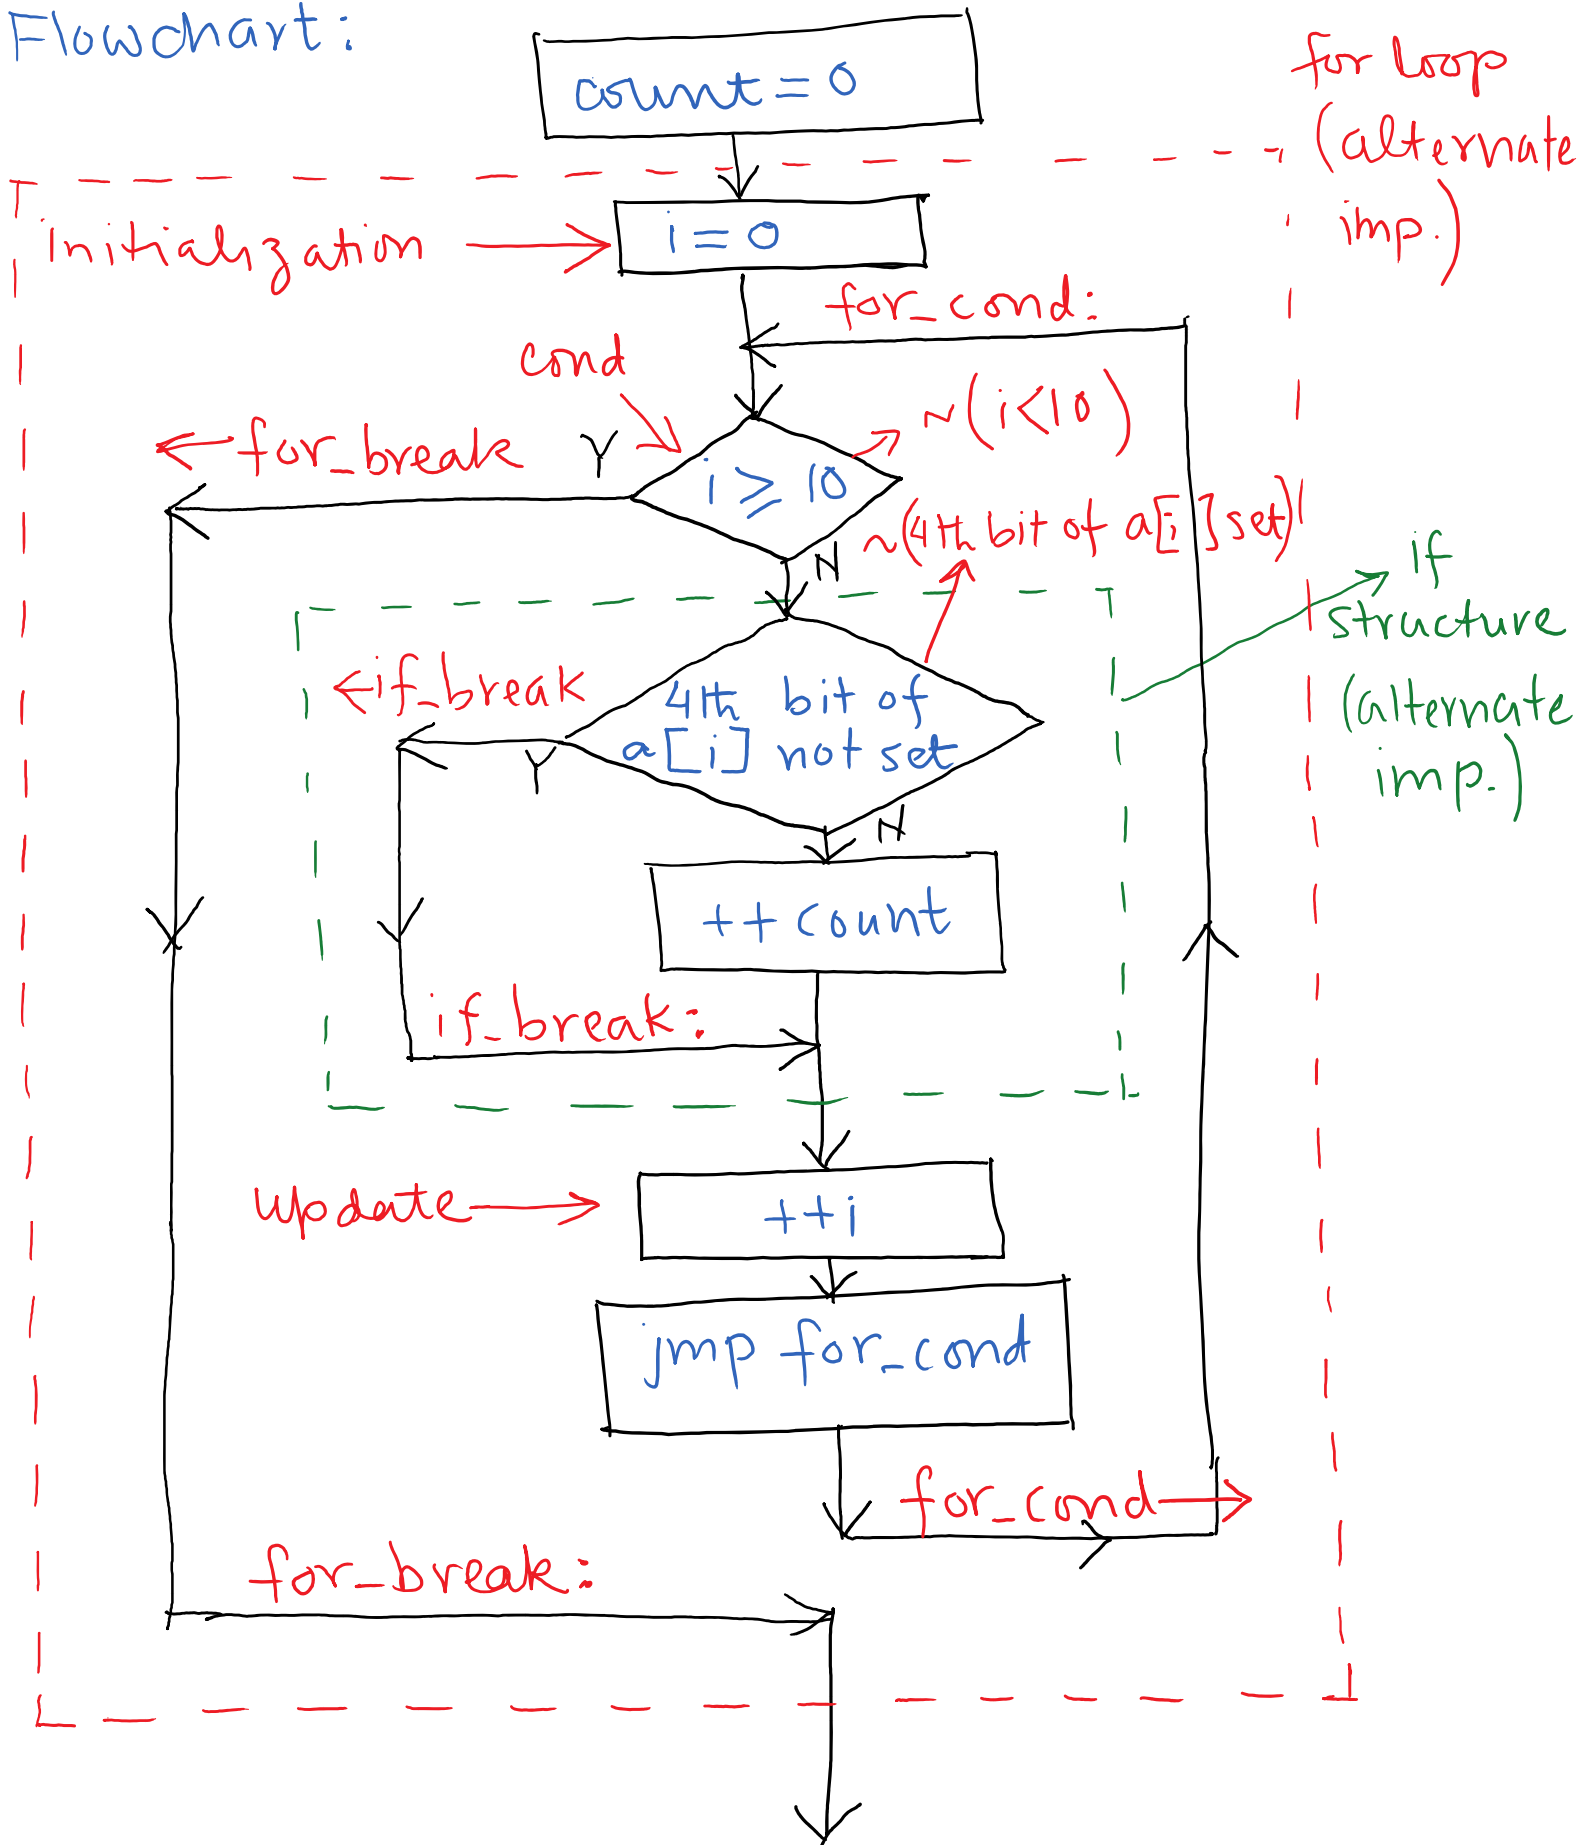 Flowchart:
count = 0
for loop
(alternate
imp.)
initialization
i = 0
for_cond:
cond
~(i<10)
for_break
Y
i ⩾ 10
~(4th bit of a[i] set)
N
if
structure
(alternate
imp.)
if_break
4th bit of
a[i] not set
Y
N
++count
if_break:
update
++i
jmp for_cond
for_cond
for_break: